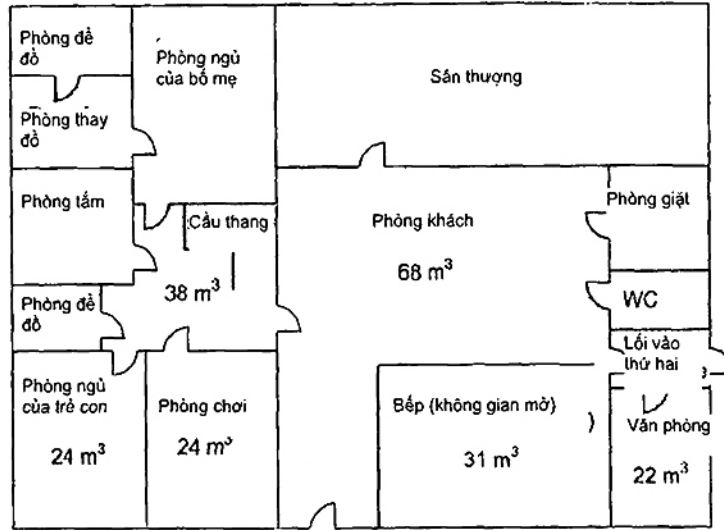 Phòng để
đồ
Phòng thay
đồ
Phòng ngủ
của bố mẹ
Sân thượng
Phòng tắm
Cầu thang
38 m³
Phòng khách
68 m³
Phòng giặt
WC
Phòng để
đồ
Lối vào
thứ hai
Phòng ngủ
của trẻ con
24 m³
Phòng chơi
24 m³
Bếp (không gian mở)
31 m³
Văn phòng
22 m³